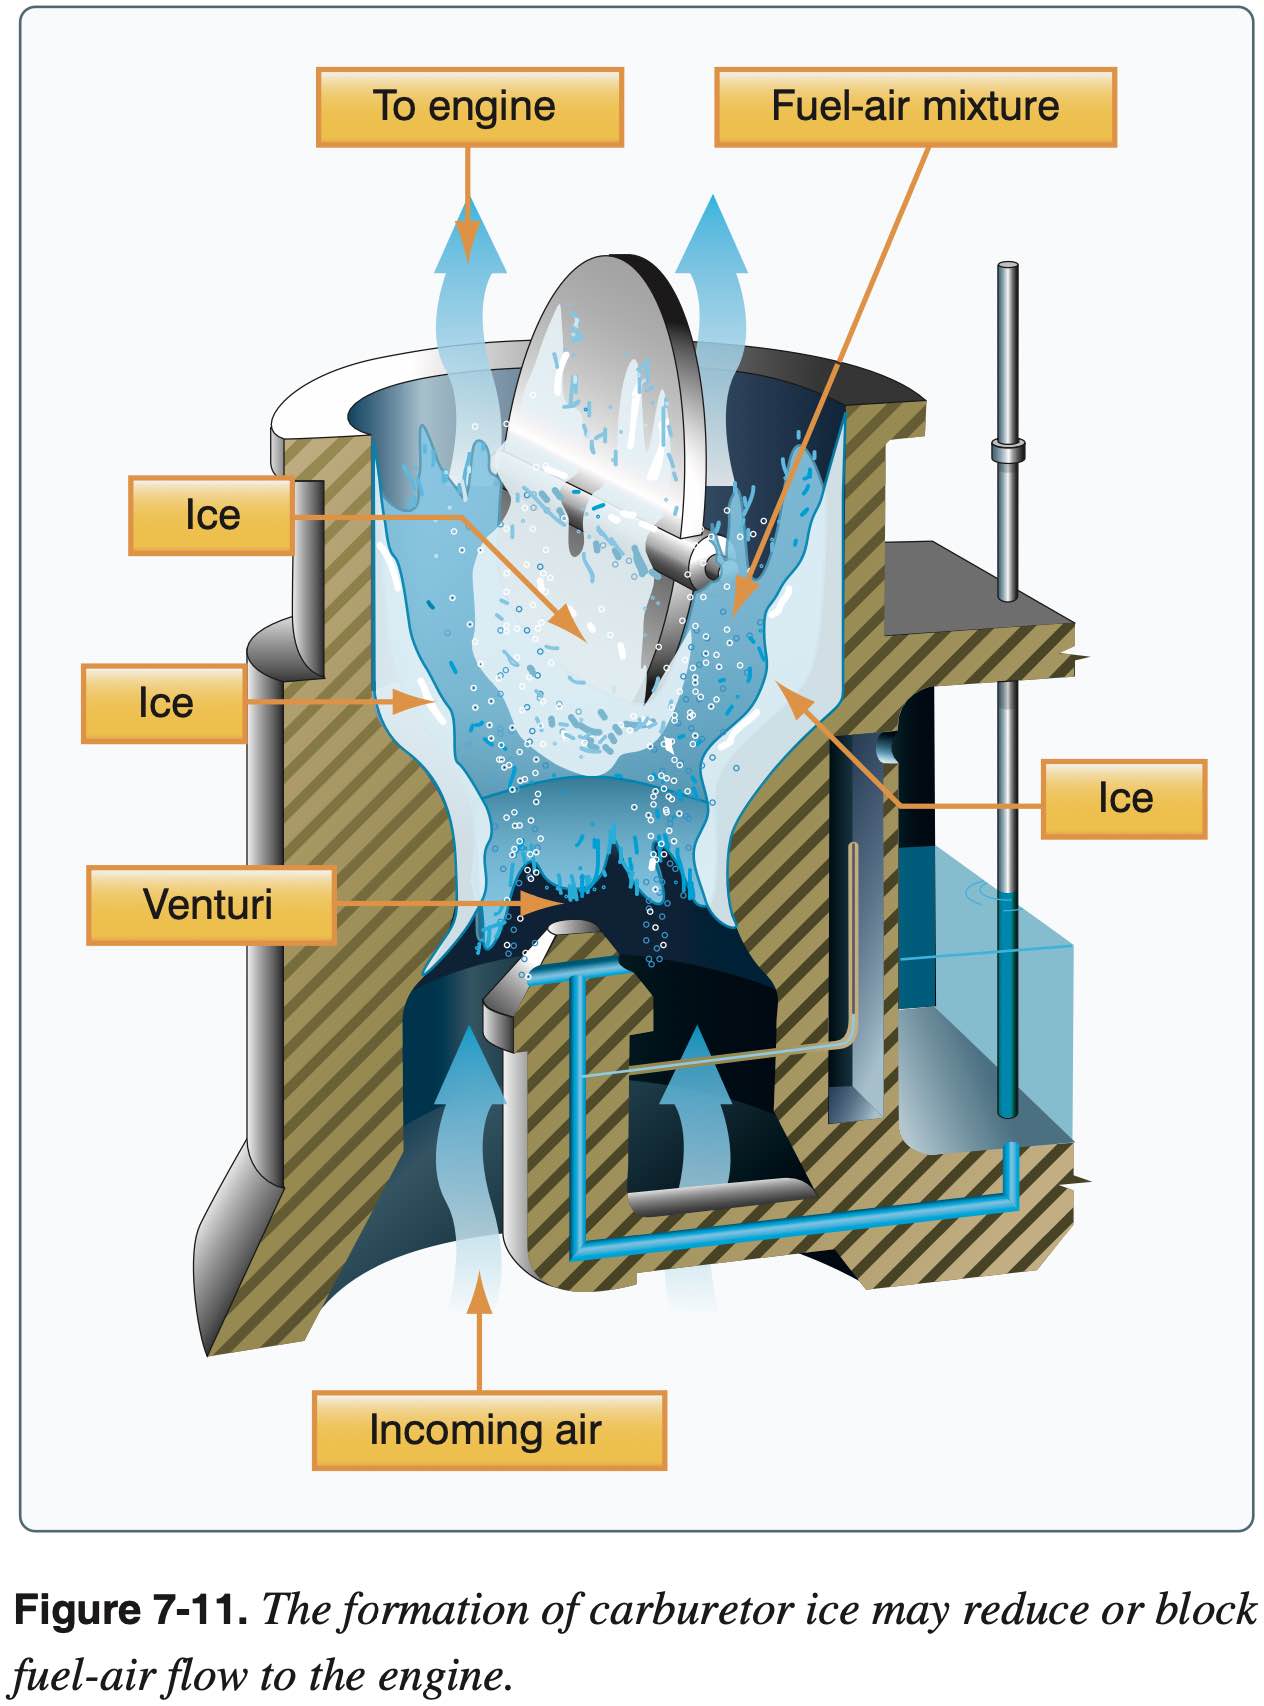 To engine
Fuel-air mixture
Ice
Ice
Ice
Venturi
Incoming air
Figure 7-11. The formation of carburetor ice may reduce or block
fuel-air flow to the engine.